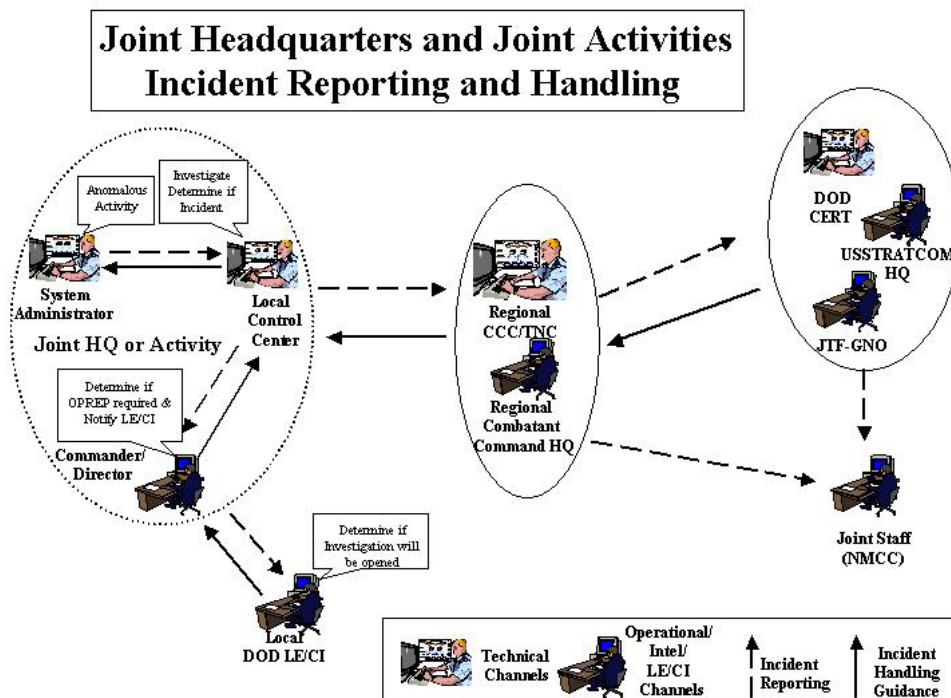 Joint Headquarters and Joint Activities
Incident Reporting and Handling
Anomalous
Activity
Investigate
Determine if
Incident
System
Administrator
Local
Control
Center
Joint HQ or Activity
Determine if
OPREP required &
Notify LE/CI
Commander/
Director
Determine if
Investigation will
be opened
Local
DOD LE/CI
Regional
CCC/TNC
Regional
Combatant
Command HQ
DOD
CERT
USSTRATCOM
HQ
JTF-GNO
Joint Staff
(NMCC)
Technical
Channels
Operational/
Intel/
LE/CI
Channels
Incident
Reporting
Incident
Handling
Guidance